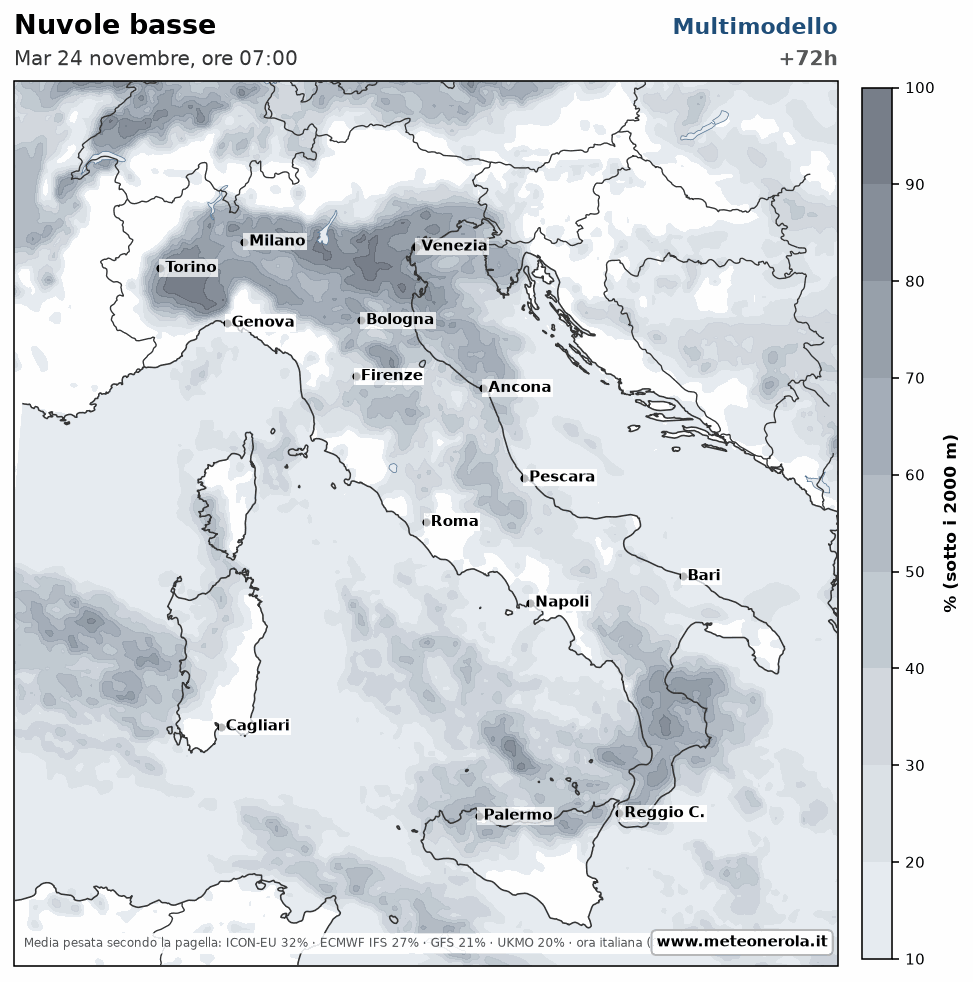 Nuvole basse
Multimodello
Mar 24 novembre, ore 07:00
+72h
100
90
80
70
60
50
40
30
20
10
% (sotto i 2000 m)
Milano
Venezia
Torino
Genova
Bologna
Firenze
Ancona
Pescara
Roma
Bari
Napoli
Cagliari
Palermo
Reggio C.
Media pesata secondo la pagella: ICON-EU 32% · ECMWF IFS 27% · GFS 21% · UKMO 20% · ora italiana (
www.meteonerola.it